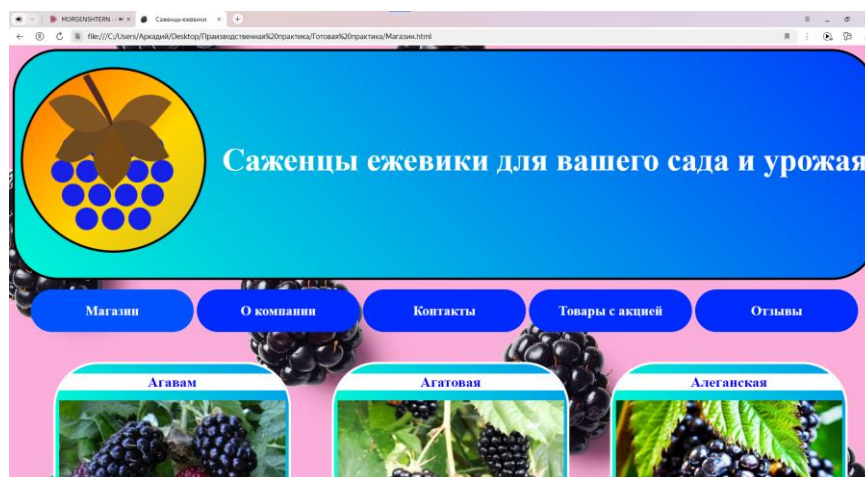 MORGENSHTERN -
Саженцы ежевики
file:///C:/Users/Аркадий/Desktop/Праизводственная%20практика/Готовая%20практика/Магазин.html
Саженцы ежевики для вашего сада и урожая
Магазин
О компании
Контакты
Товары с акцией
Отзывы
Агавам
Агатовая
Алеганская